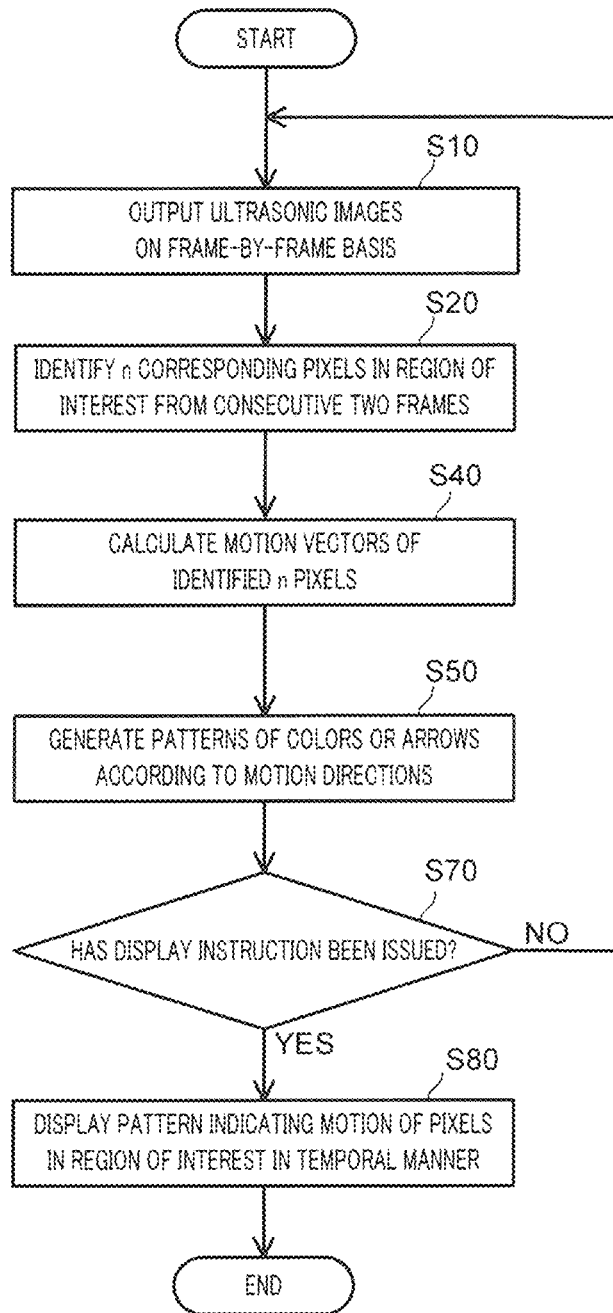 START
S10
OUTPUT ULTRASONIC IMAGES
ON FRAME-BY-FRAME BASIS
S20
IDENTIFY n CORRESPONDING PIXELS IN REGION OF
INTEREST FROM CONSECUTIVE TWO FRAMES
S40
CALCULATE MOTION VECTORS OF
IDENTIFIED n PIXELS
S50
GENERATE PATTERNS OF COLORS OR ARROWS
ACCORDING TO MOTION DIRECTIONS
S70
HAS DISPLAY INSTRUCTION BEEN ISSUED?
NO
YES
S80
DISPLAY PATTERN INDICATING MOTION OF PIXELS
IN REGION OF INTEREST IN TEMPORAL MANNER
END